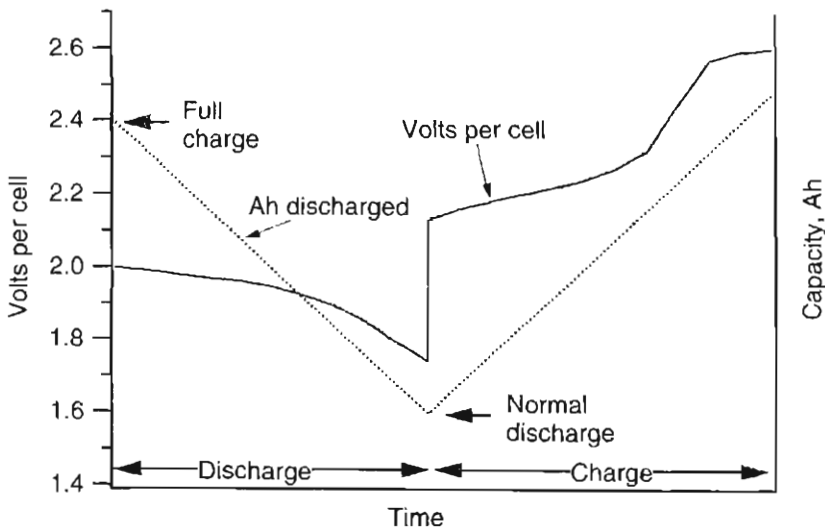 2.6
2.4
2.2
2.0
1.8
1.6
1.4
Volts per cell
Full
charge
Ah discharged
Volts per cell
Normal
discharge
Discharge
Charge
Time
Capacity, Ah